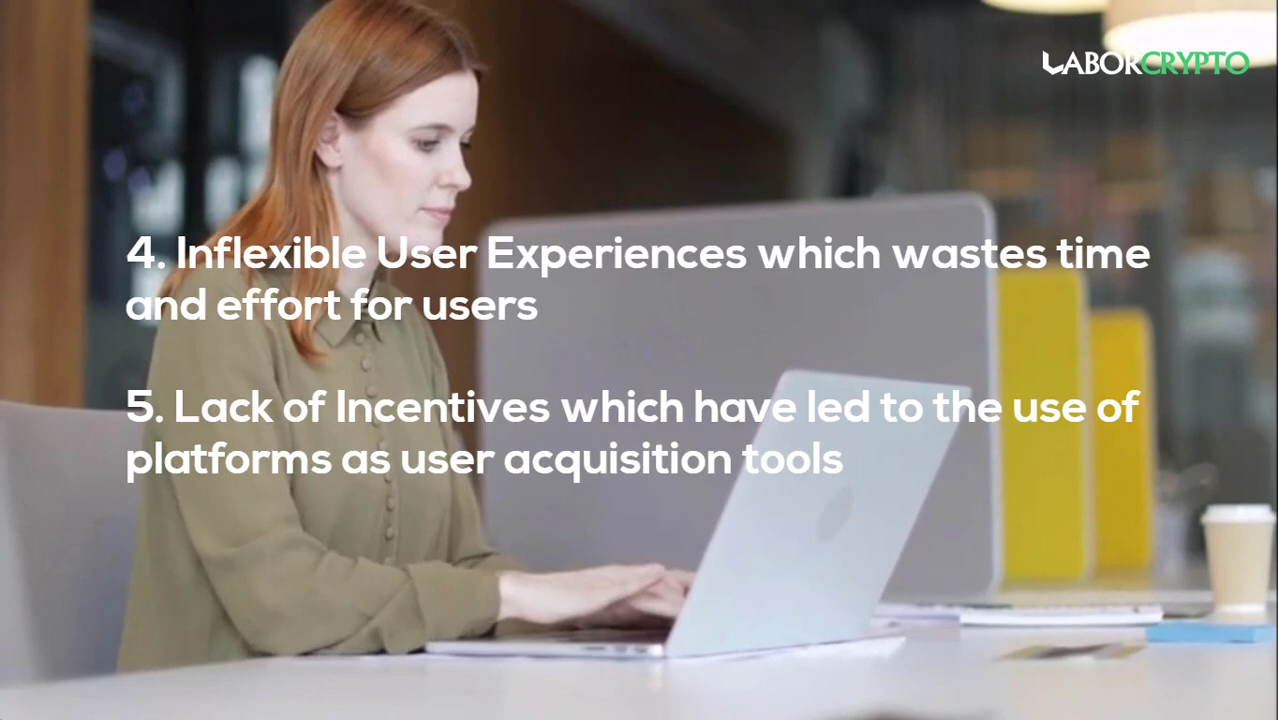 LABORCRYPTO
4. Inflexible User Experiences which wastes time
and effort for users
5. Lack of Incentives which have led to the use of
platforms as user acquisition tools